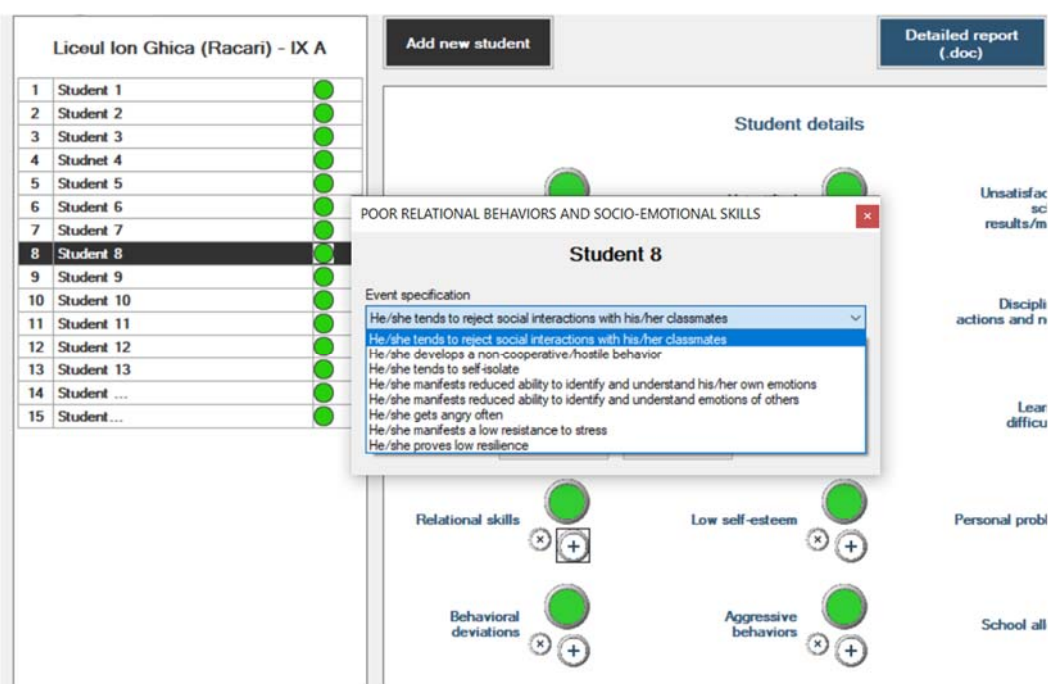 Liceul Ion Ghica (Racari) - IX A
1 Student 1
2 Student 2
3 Student 3
4 Studnet 4
5 Student 5
6 Student 6
7 Student 7
8 Student 8
9 Student 9
10 Student 10
11 Student 11
12 Student 12
13 Student 13
14 Student ...
15 Student...
Add new student
Detailed report
(.doc)
Student details
Unsatisfac
sc
results/m
Discipli
actions and n
Lear
difficu
POOR RELATIONAL BEHAVIORS AND SOCIO-EMOTIONAL SKILLS
Student 8
Event specification
He/she tends to reject social interactions with his/her classmates
He/she tends to reject social interactions with his/her classmates
He/she develops a non-cooperative/hostile behavior
He/she tends to self-isolate
He/she manifests reduced ability to identify and understand his/her own emotions
He/she manifests reduced ability to identify and understand emotions of others
He/she gets angry often
He/she manifests a low resistance to stress
He/she proves low resilience
Relational skills
Low self-esteem
Personal probl
Behavioral
deviations
Aggressive
behaviors
School all